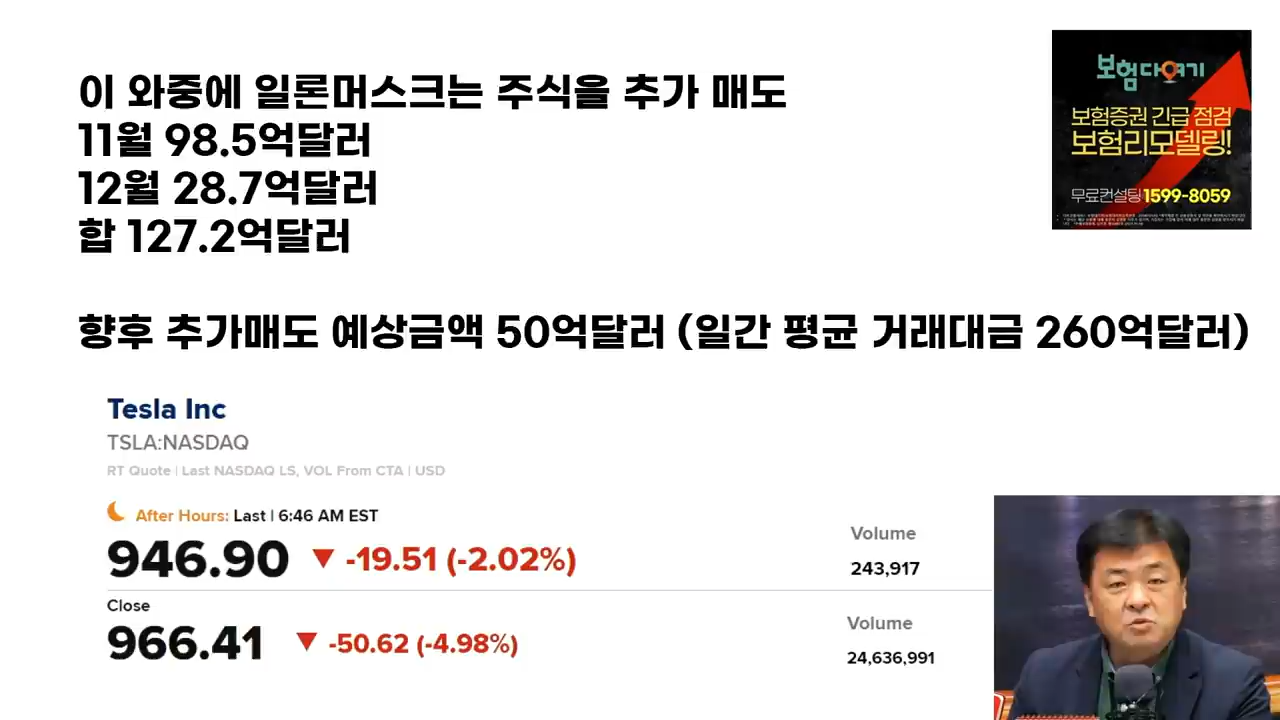 이 와중에 일론머스크는 주식을 추가 매도
11월 98.5억달러
12월 28.7억달러
합 127.2억달러
향후 추가매도 예상금액 50억달러 (일간 평균 거래대금 260억달러)
보험다여기
보험증권 긴급 점검
보험리모델링!
무료컨설팅 1599-8059
Tesla Inc
TSLA:NASDAQ
RT Quote | Last NASDAQ LS, VOL From CTA | USD
After Hours: Last | 6:46 AM EST
946.90 ▼ -19.51 (-2.02%)
Volume
243,917
Close
966.41 ▼ -50.62 (-4.98%)
Volume
24,636,991